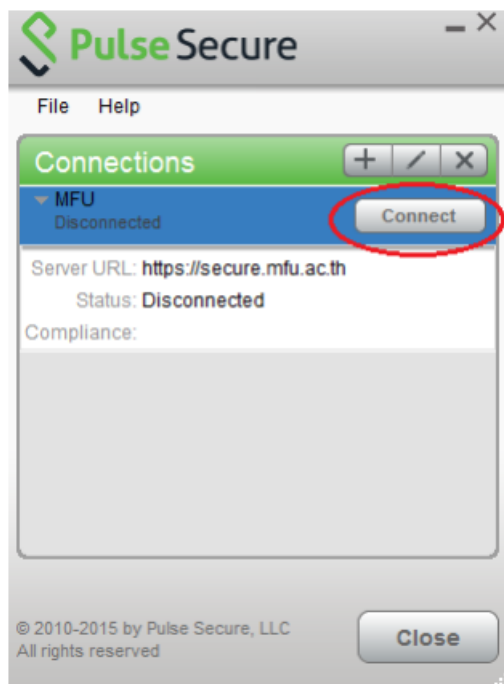 Pulse Secure
File Help
Connections
MFU
Connect
Disconnected
Server URL: https://secure.mfu.ac.th
Status: Disconnected
Compliance:
© 2010-2015 by Pulse Secure, LLC
All rights reserved
Close